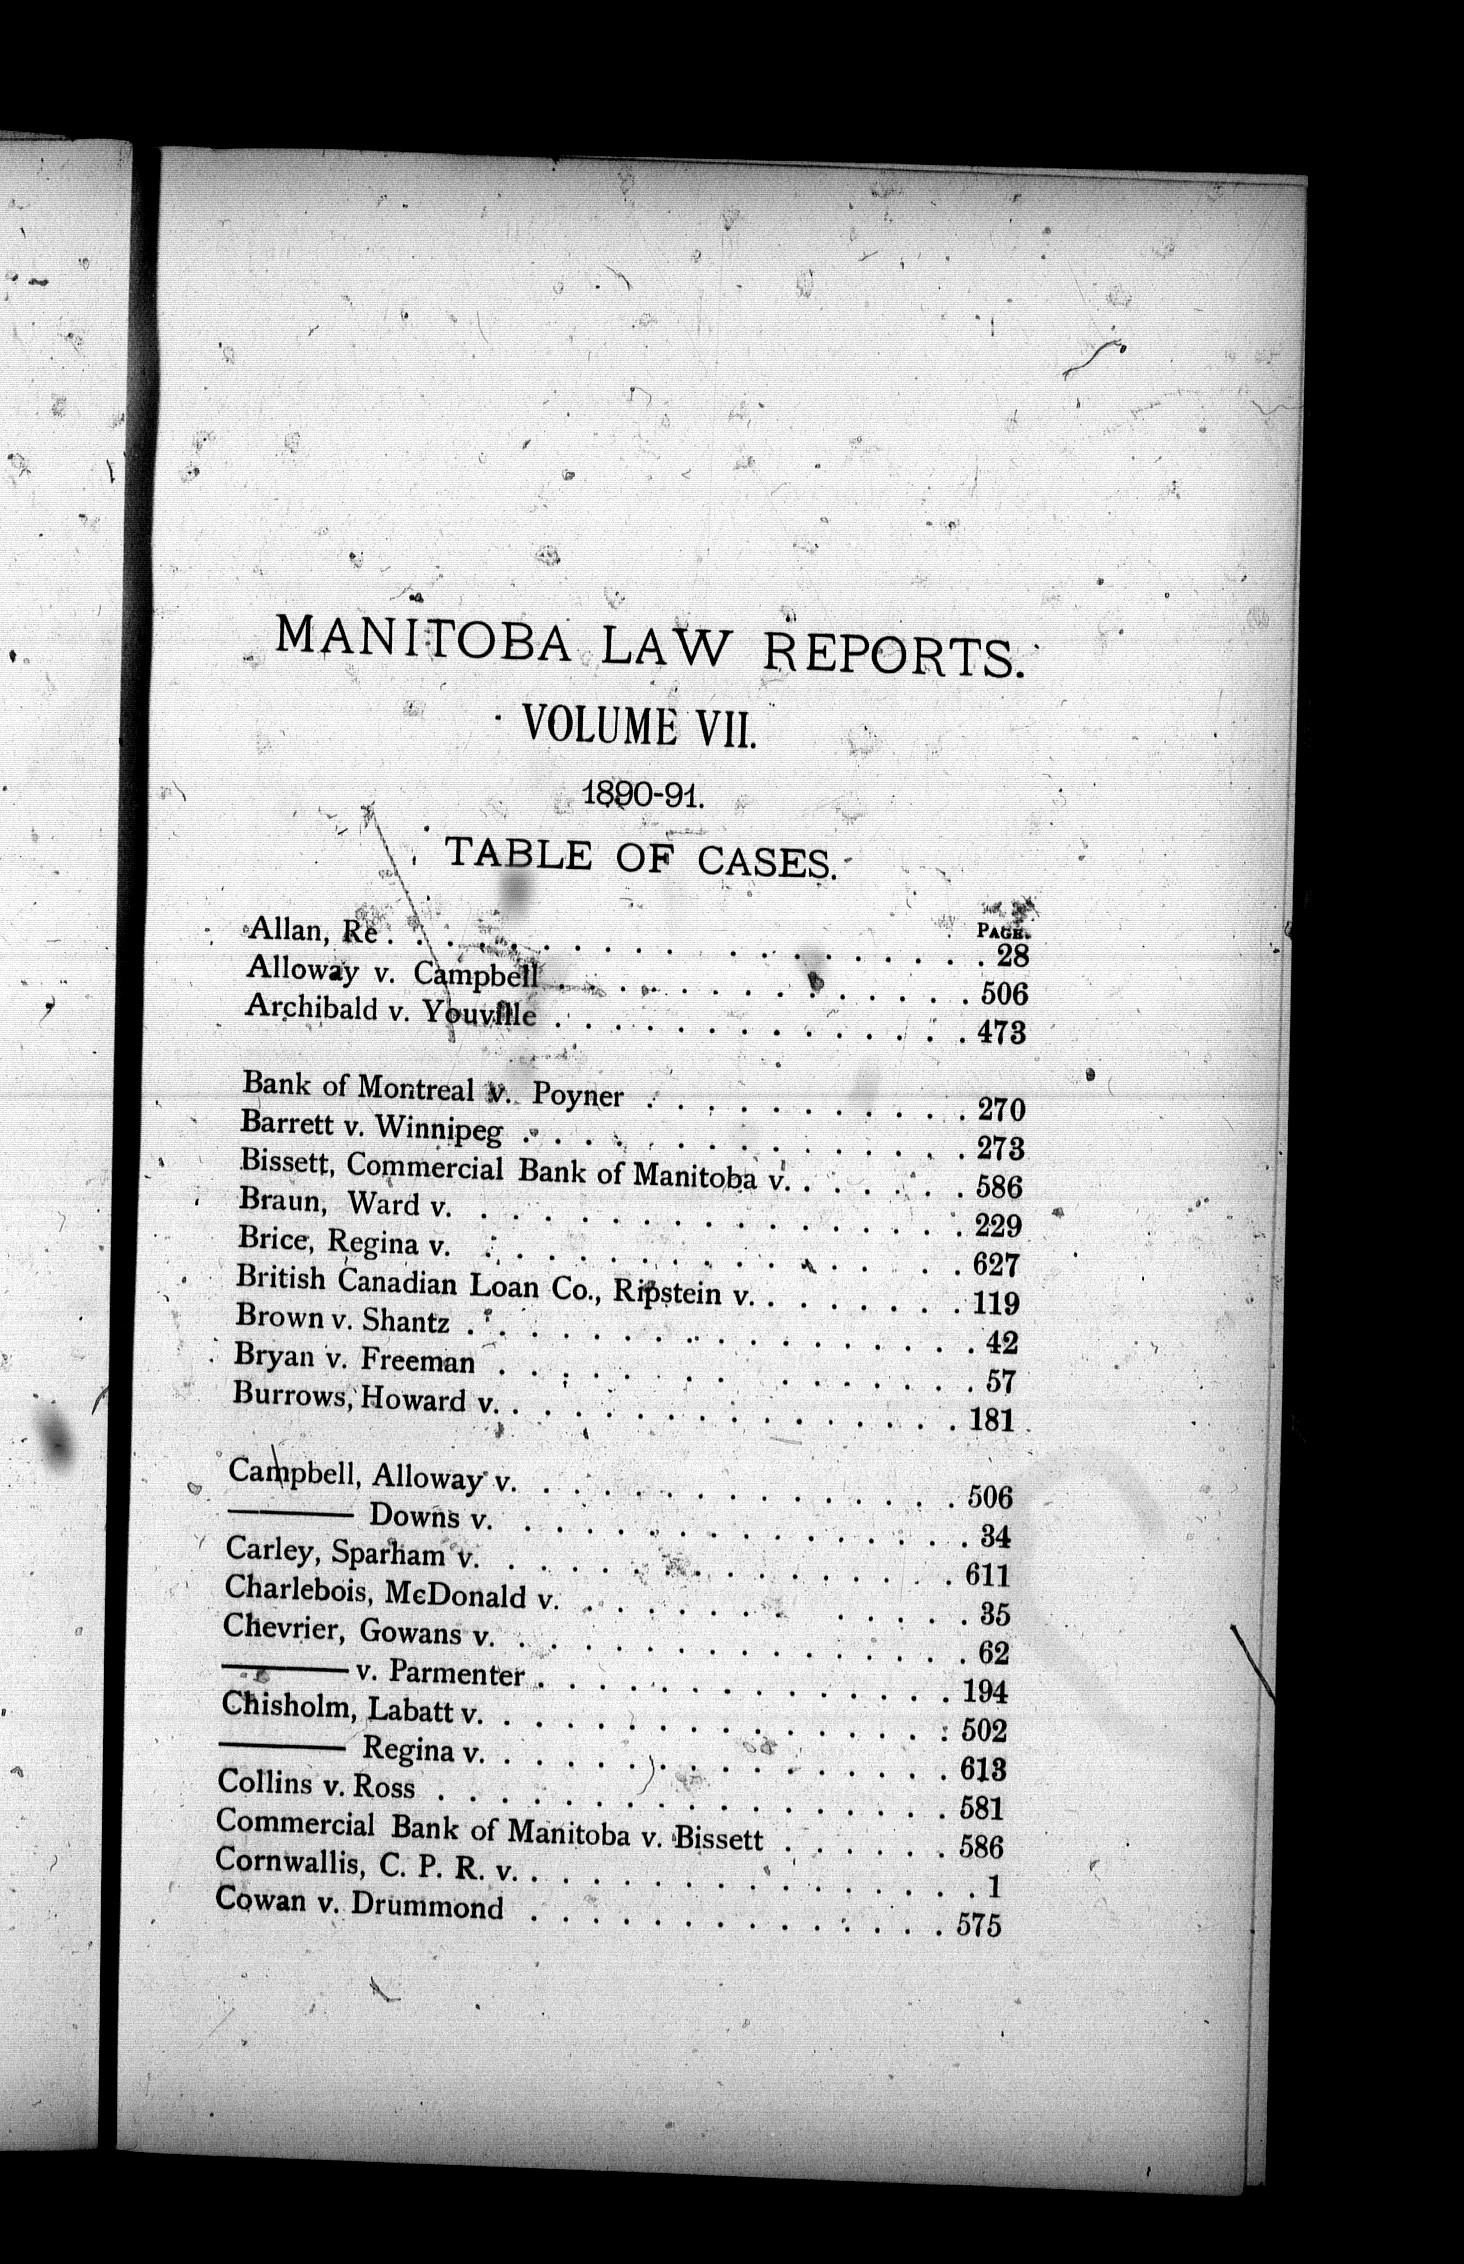 MANITOBA LAW REPORTS.
VOLUME VII.
1890-91.
TABLE OF CASES.
PAGE.
Allan, Re . . . . . . . . . . . . . . . . . . 28
Alloway v. Campbell . . . . . . . . . . . . . . 506
Archibald v. Youville . . . . . . . . . . . . . . 473
Bank of Montreal v. Poyner . . . . . . . . . . . 270
Barrett v. Winnipeg . . . . . . . . . . . . . . . 273
Bissett, Commercial Bank of Manitoba v. . . . . . . 586
Braun, Ward v. . . . . . . . . . . . . . . . . . 229
Brice, Regina v. . . . . . . . . . . . . . . . . 627
British Canadian Loan Co., Ripstein v. . . . . . . . 119
Brown v. Shantz . . . . . . . . . . . . . . . . . 42
Bryan v. Freeman . . . . . . . . . . . . . . . . 57
Burrows, Howard v. . . . . . . . . . . . . . . . 181
Campbell, Alloway v. . . . . . . . . . . . . . . 506
——— Downs v. . . . . . . . . . . . . . . . . 34
Carley, Sparham v. . . . . . . . . . . . . . . . 611
Charlebois, McDonald v. . . . . . . . . . . . . . 35
Chevrier, Gowans v. . . . . . . . . . . . . . . . 62
——— v. Parmenter . . . . . . . . . . . . . . 194
Chisholm, Labatt v. . . . . . . . . . . . . . . : 502
——— Regina v. . . . . . . . . . . . . . . . 613
Collins v. Ross . . . . . . . . . . . . . . . . . 581
Commercial Bank of Manitoba v. Bissett . . . . . . 586
Cornwallis, C. P. R. v. . . . . . . . . . . . . . . . 1
Cowan v. Drummond . . . . . . . . . . . . . . 575